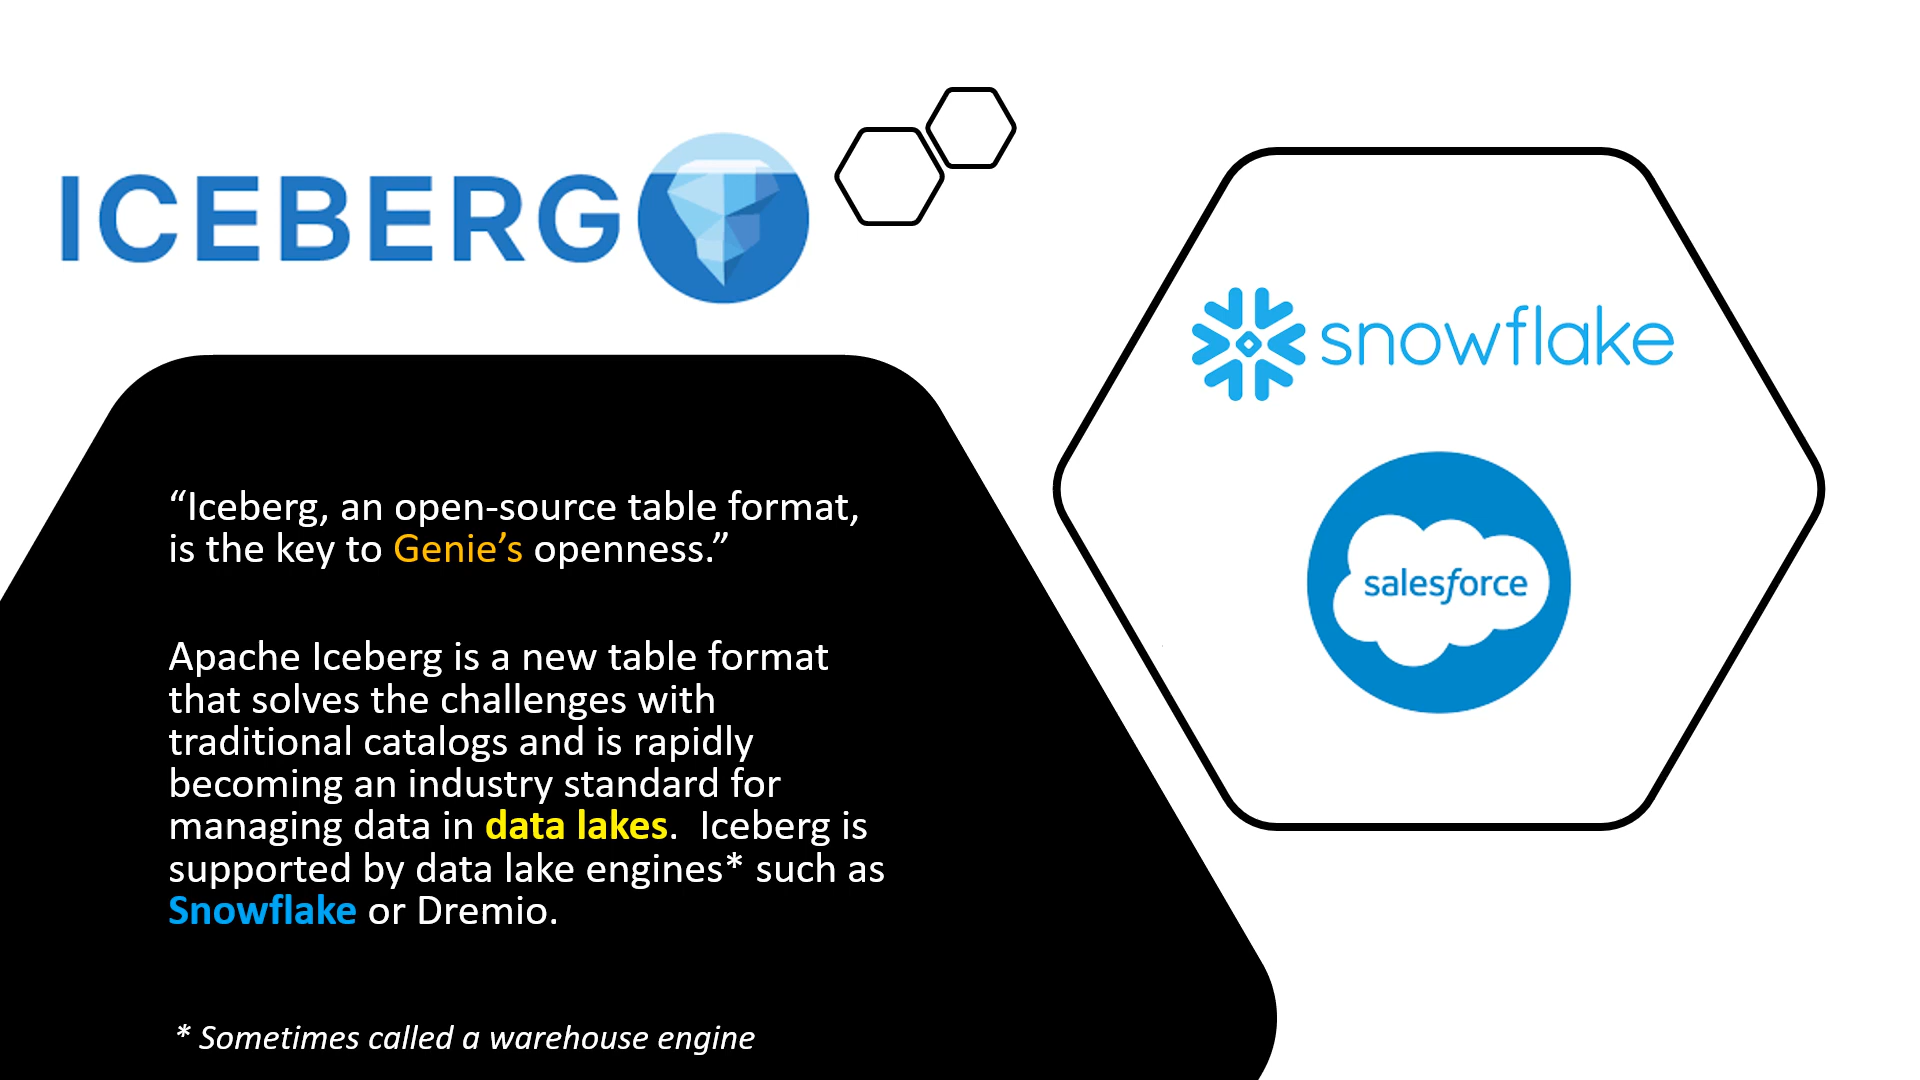 ICEBERG
“Iceberg, an open-source table format,
is the key to Genie’s openness.”
Apache Iceberg is a new table format
that solves the challenges with
traditional catalogs and is rapidly
becoming an industry standard for
managing data in data lakes.  Iceberg is
supported by data lake engines* such as
Snowflake or Dremio.
* Sometimes called a warehouse engine
snowflake
salesforce